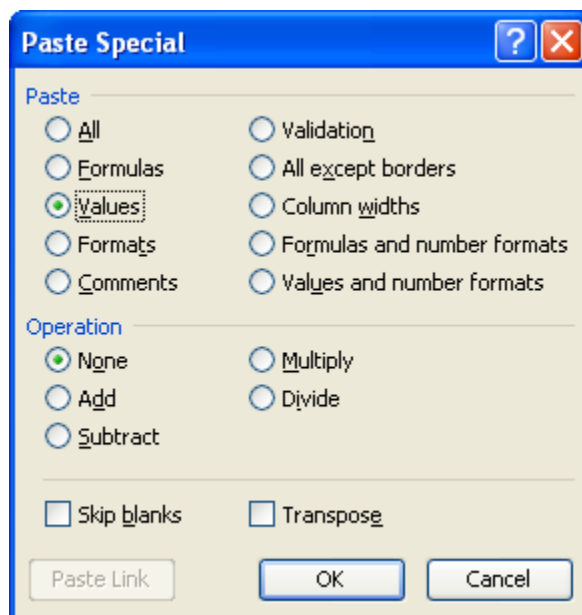 Paste Special
Paste
All
Validation
Formulas
All except borders
Values
Column widths
Formats
Formulas and number formats
Comments
Values and number formats
Operation
None
Multiply
Add
Divide
Subtract
Skip blanks
Transpose
Paste Link
OK
Cancel